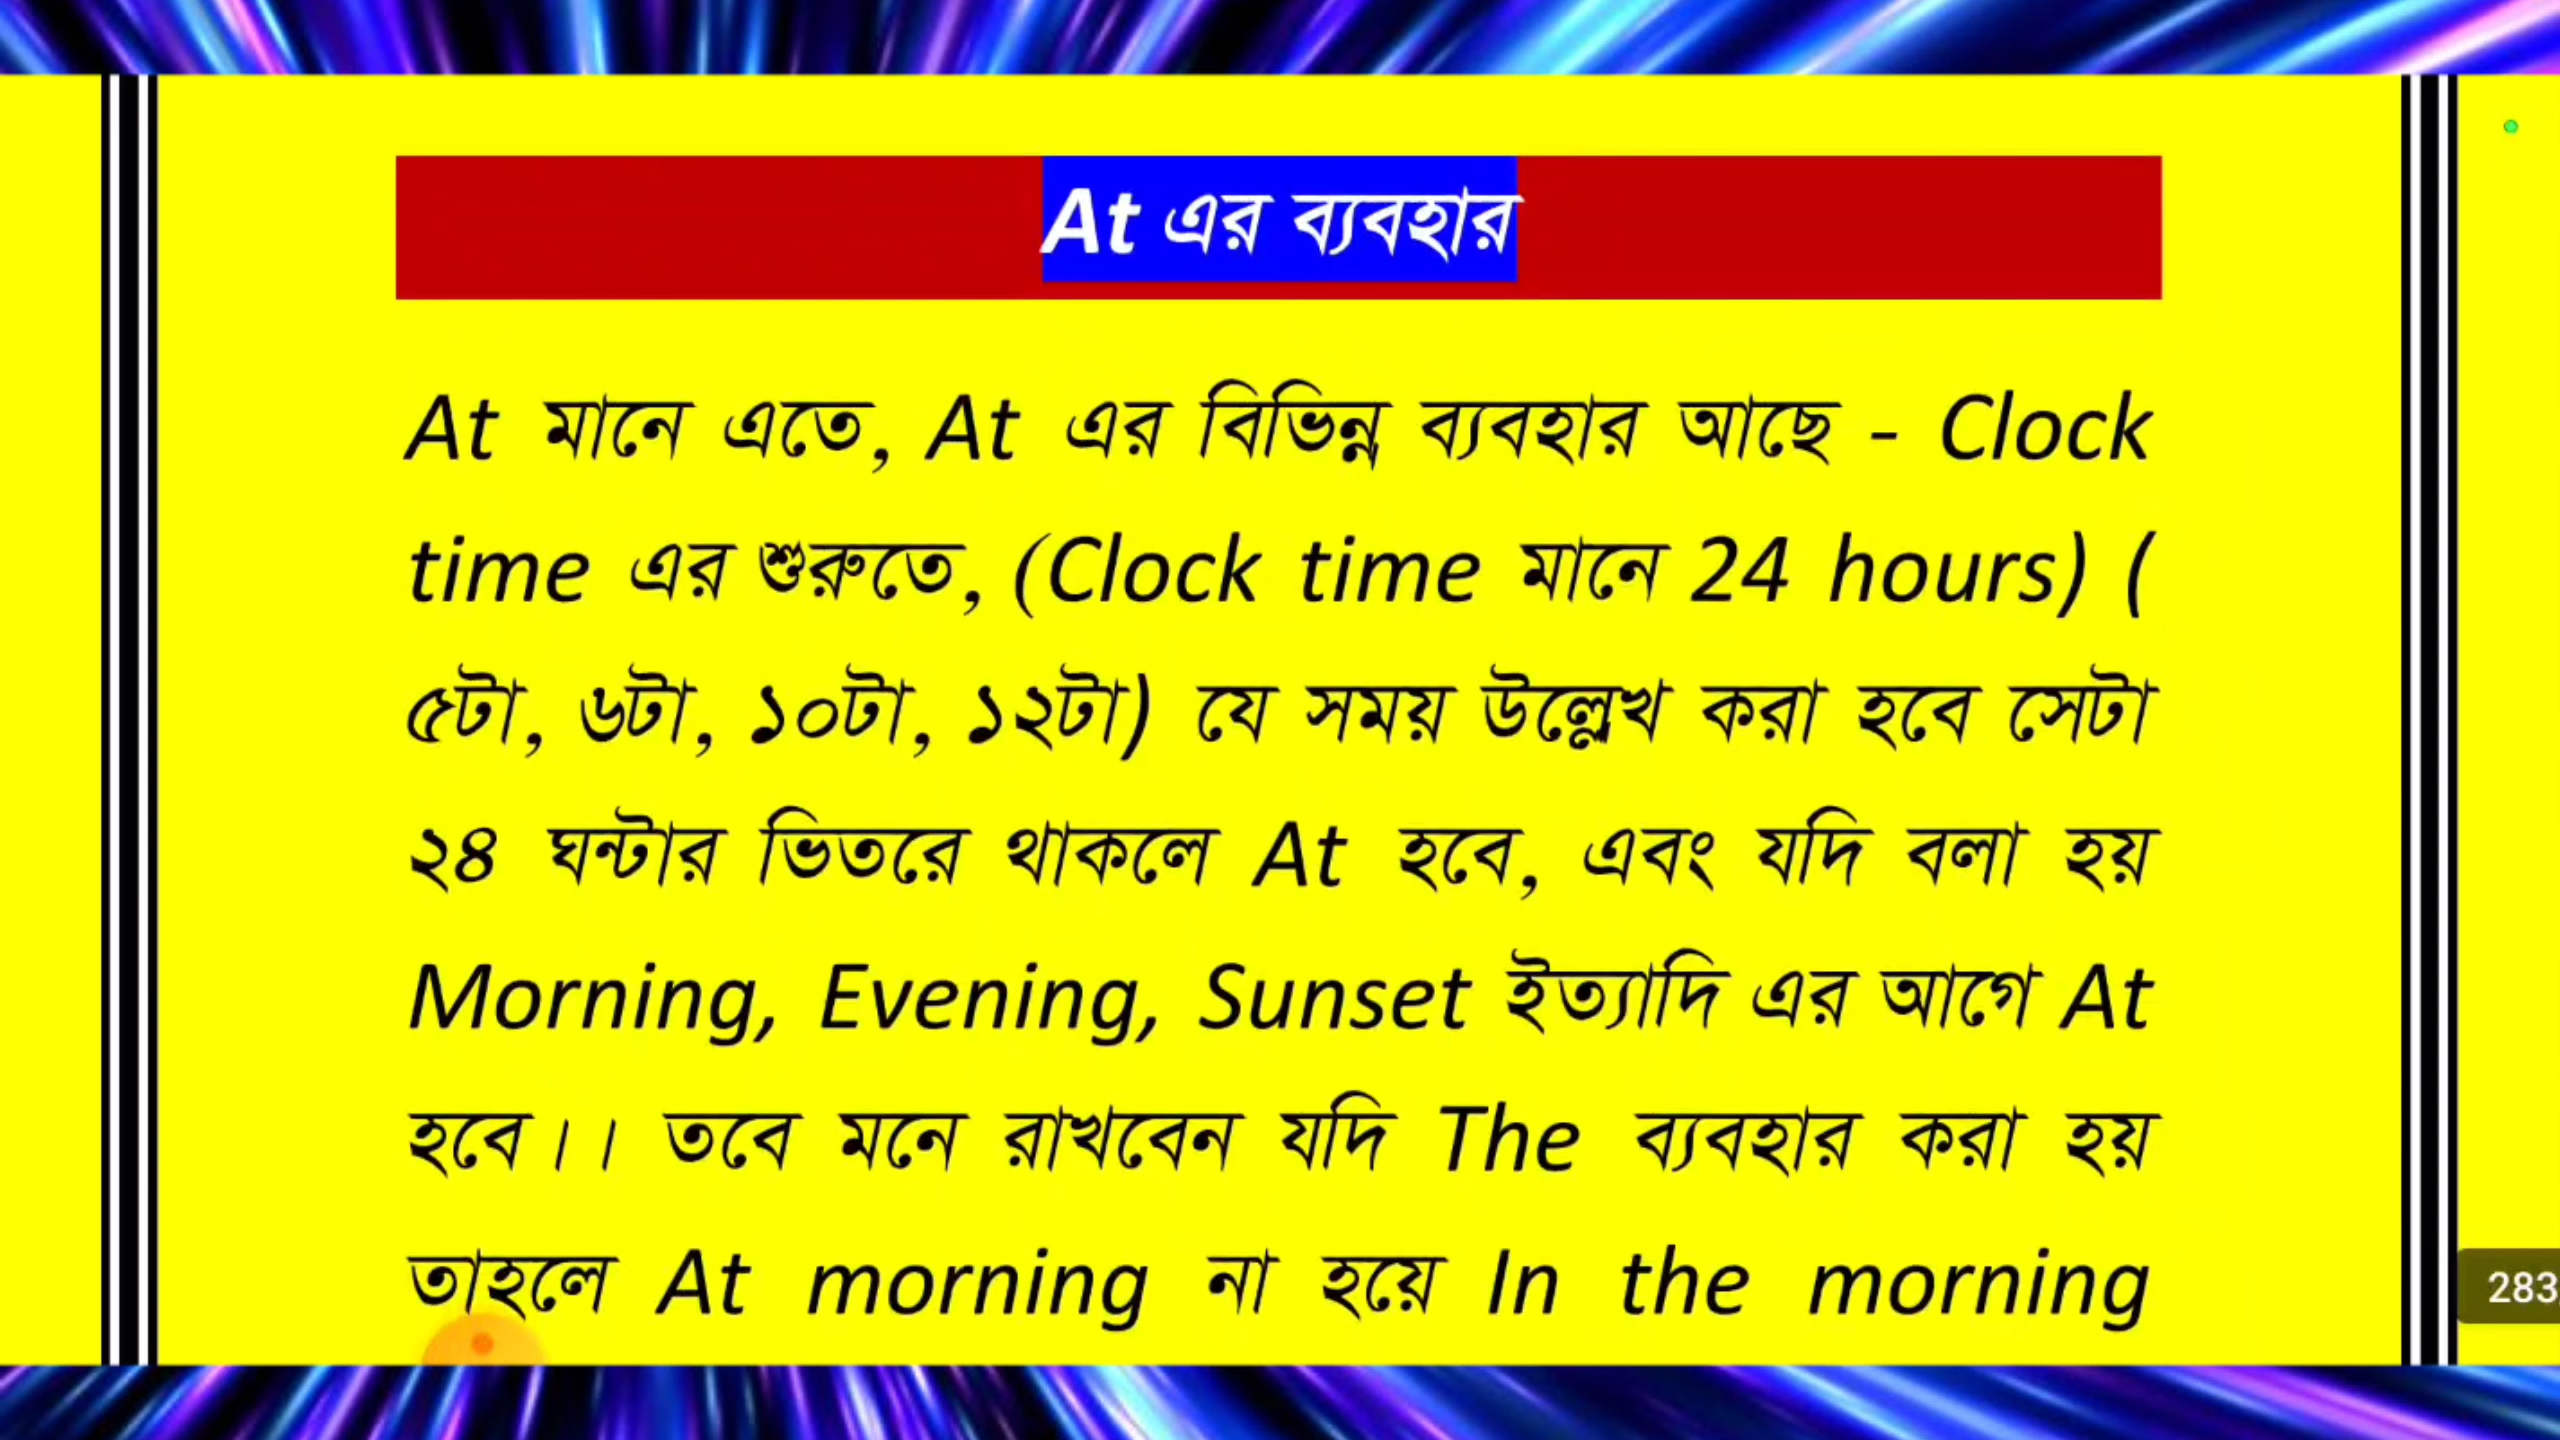 At এর ব্যবহার
At মানে এতে, At এর বিভিন্ন ব্যবহার আছে - Clock
time এর শুরুতে, (Clock time মানে 24 hours) (
৫টা, ৬টা, ১০টা, ১২টা) যে সময় উল্লেখ করা হবে সেটা
২৪ ঘন্টার ভিতরে থাকলে At হবে, এবং যদি বলা হয়
Morning, Evening, Sunset ইত্যাদি এর আগে At
হবে।। তবে মনে রাখবেন যদি The ব্যবহার করা হয়
তাহলে At morning না হয়ে In the morning
283